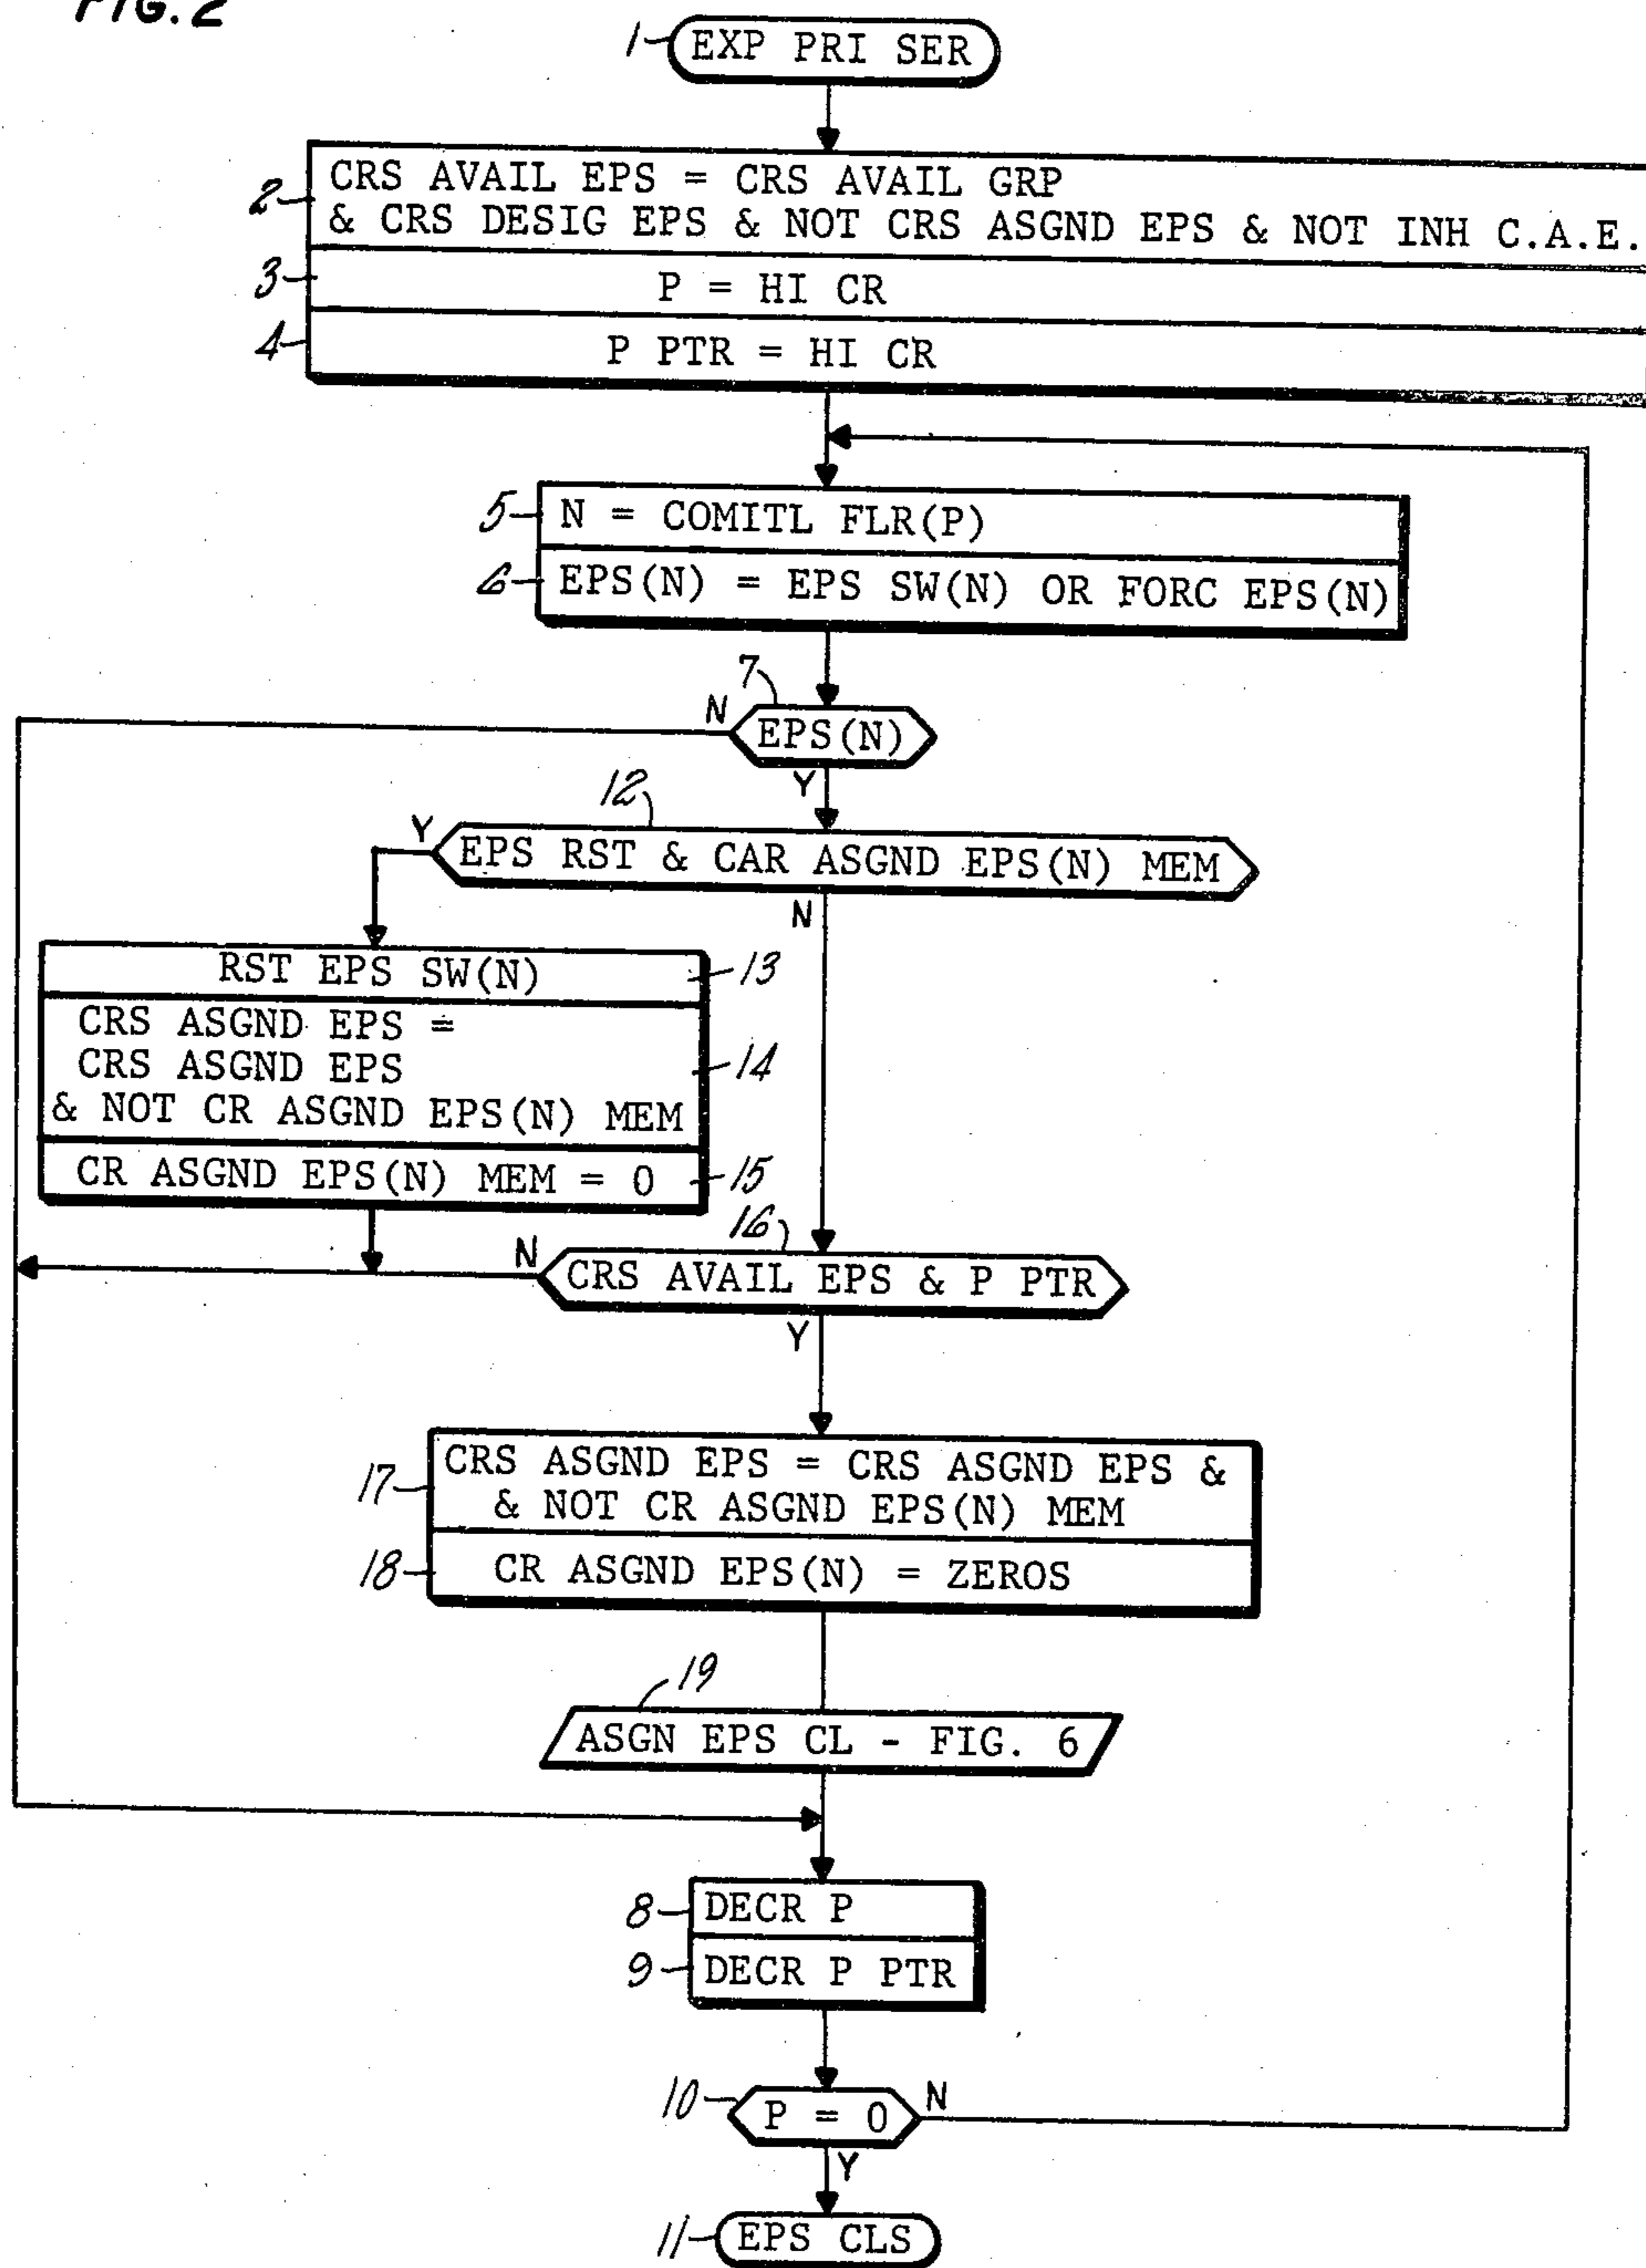 FIG. 2
1 EXP PRI SER
2 CRS AVAIL EPS = CRS AVAIL GRP
& CRS DESIG EPS & NOT CRS ASGND EPS & NOT INH C.A.E.
3 P = HI CR
4 P PTR = HI CR
5 N = COMITL FLR(P)
6 EPS(N) = EPS SW(N) OR FORC EPS(N)
7
N EPS(N)
Y
12
Y EPS RST & CAR ASGND EPS(N) MEM
N
RST EPS SW(N) 13
CRS ASGND EPS =
CRS ASGND EPS 14
& NOT CR ASGND EPS(N) MEM
CR ASGND EPS(N) MEM = 0 15
16
N CRS AVAIL EPS & P PTR
Y
17 CRS ASGND EPS = CRS ASGND EPS &
& NOT CR ASGND EPS(N) MEM
18 CR ASGND EPS(N) = ZEROS
19
ASGN EPS CL - FIG. 6
8 DECR P
9 DECR P PTR
10 P = 0 N
Y
11 EPS CLS